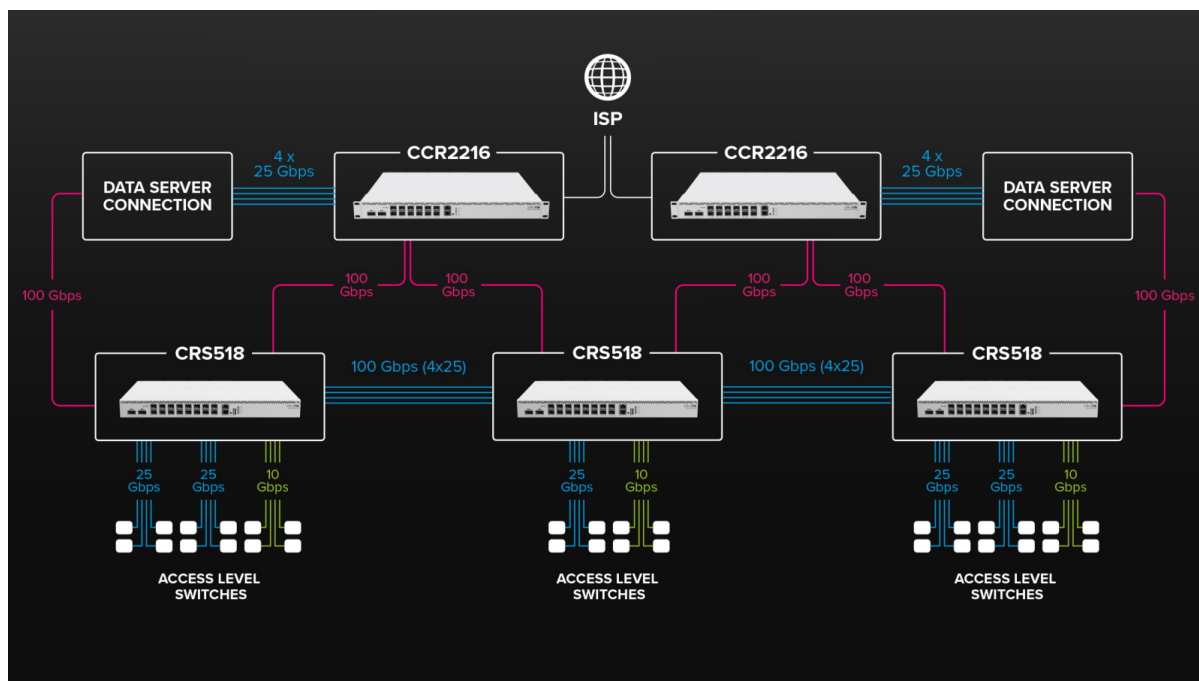 ISP
CCR2216
CCR2216
4 x
25 Gbps
4 x
25 Gbps
DATA SERVER
CONNECTION
DATA SERVER
CONNECTION
100
Gbps
100
Gbps
100
Gbps
100
Gbps
100 Gbps
100 Gbps
CRS518
CRS518
CRS518
100 Gbps (4x25)
100 Gbps (4x25)
25
Gbps
25
Gbps
10
Gbps
25
Gbps
10
Gbps
25
Gbps
25
Gbps
10
Gbps
ACCESS LEVEL
SWITCHES
ACCESS LEVEL
SWITCHES
ACCESS LEVEL
SWITCHES